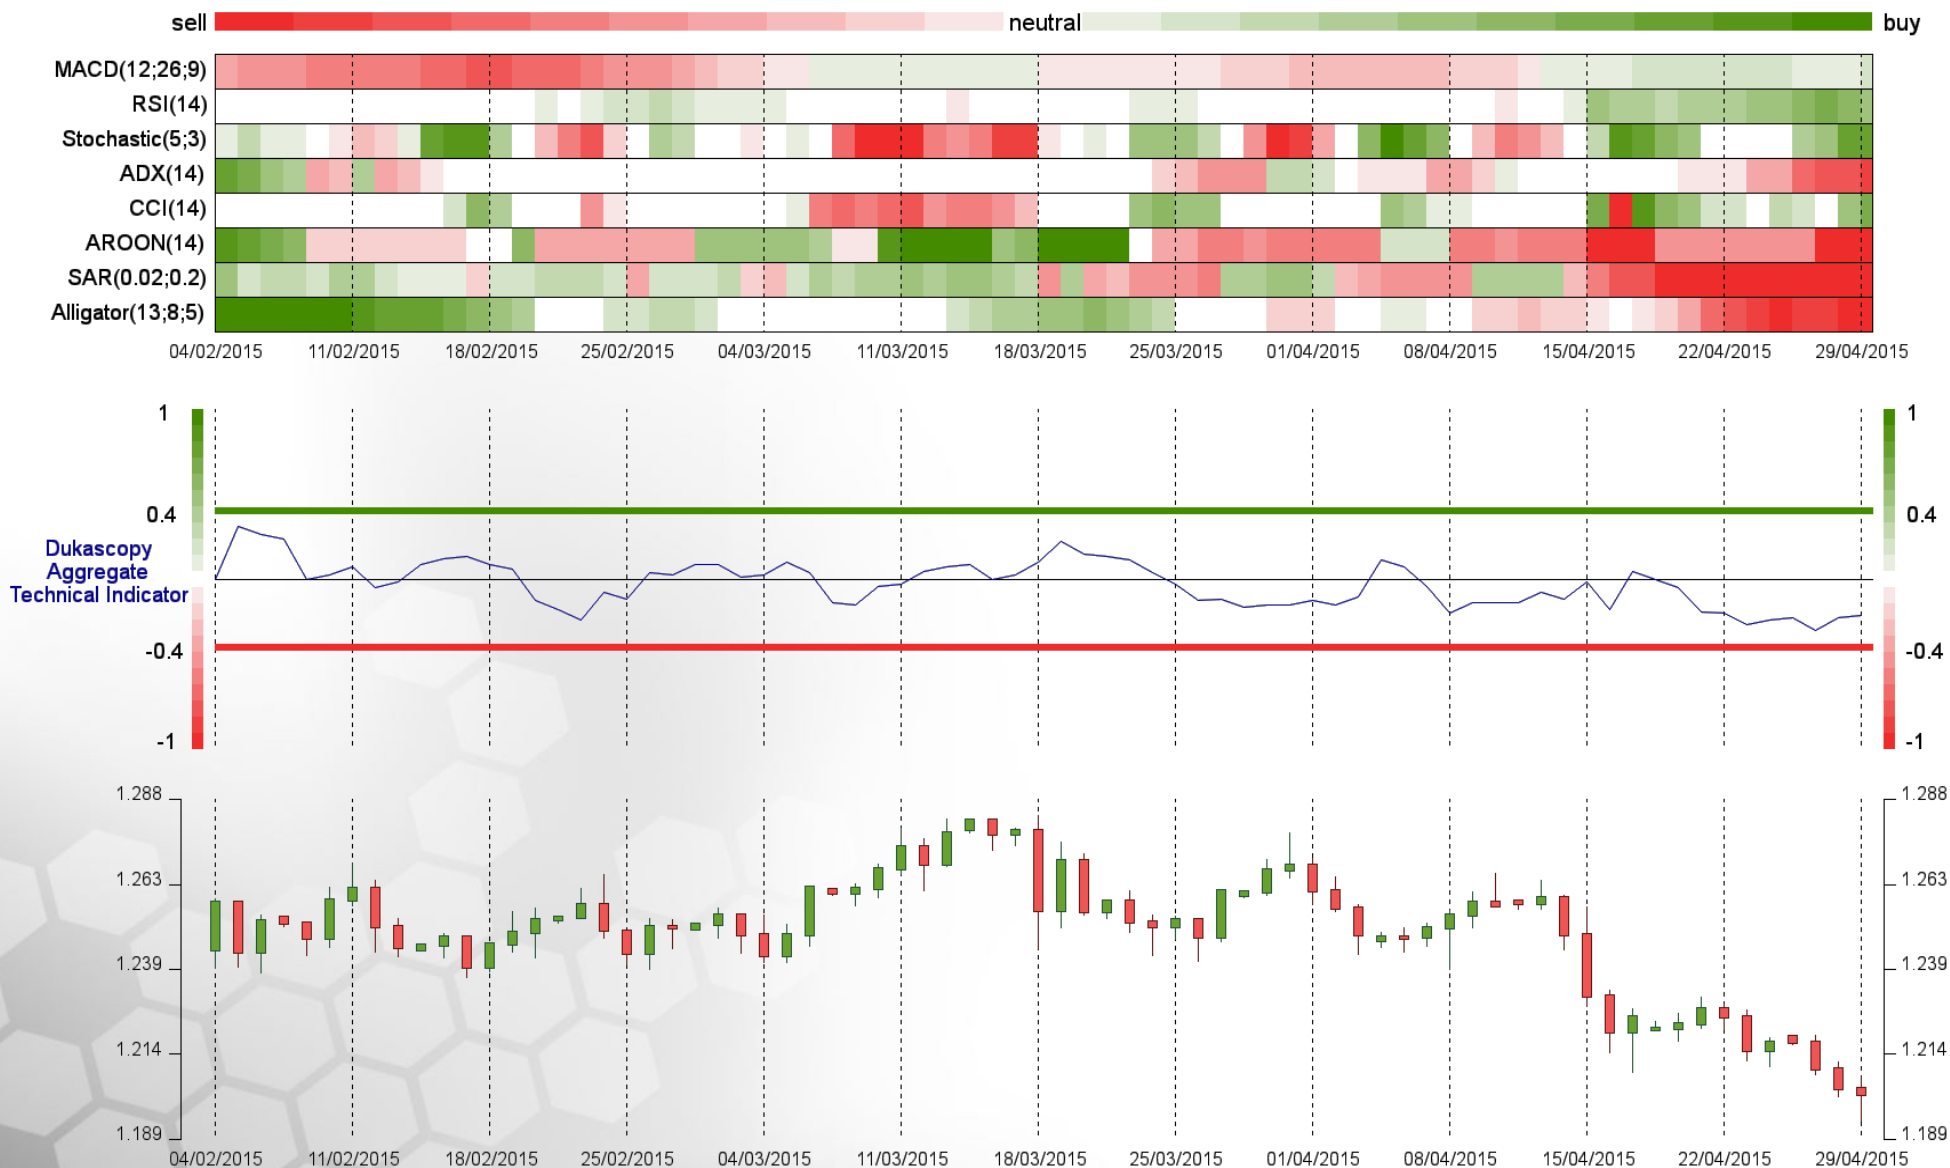 sell neutral buy
MACD(12;26;9)
RSI(14)
Stochastic(5;3)
ADX(14)
CCI(14)
AROON(14)
SAR(0.02;0.2)
Alligator(13;8;5)
04/02/2015 11/02/2015 18/02/2015 25/02/2015 04/03/2015 11/03/2015 18/03/2015 25/03/2015 01/04/2015 08/04/2015 15/04/2015 22/04/2015 29/04/2015
1 1
0.4 0.4
Dukascopy
Aggregate
Technical Indicator
-0.4 -0.4
-1 -1
1.288 1.288
1.263 1.263
1.239 1.239
1.214 1.214
1.189 1.189
04/02/2015 11/02/2015 18/02/2015 25/02/2015 04/03/2015 11/03/2015 18/03/2015 25/03/2015 01/04/2015 08/04/2015 15/04/2015 22/04/2015 29/04/2015